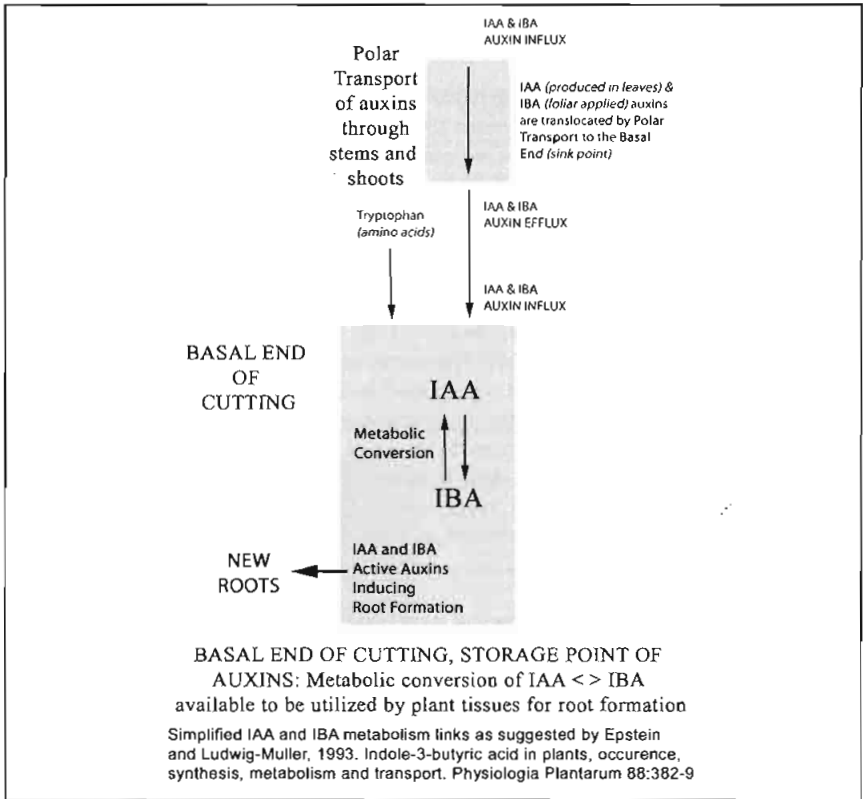 IAA & IBA
AUXIN INFLUX
Polar
Transport
of auxins
through
stems and
shoots
IAA (produced in leaves) &
IBA (foliar applied) auxins
are translocated by Polar
Transport to the Basal
End (sink point)
Tryptophan
(amino acids)
IAA & IBA
AUXIN EFFLUX
IAA & IBA
AUXIN INFLUX
BASAL END
OF
CUTTING
IAA
Metabolic
Conversion
IBA
NEW
ROOTS
IAA and IBA
Active Auxins
Inducing
Root Formation
BASAL END OF CUTTING, STORAGE POINT OF
AUXINS: Metabolic conversion of IAA < > IBA
available to be utilized by plant tissues for root formation
Simplified IAA and IBA metabolism links as suggested by Epstein
and Ludwig-Muller, 1993. Indole-3-butyric acid in plants, occurence,
synthesis, metabolism and transport. Physiologia Plantarum 88:382-9